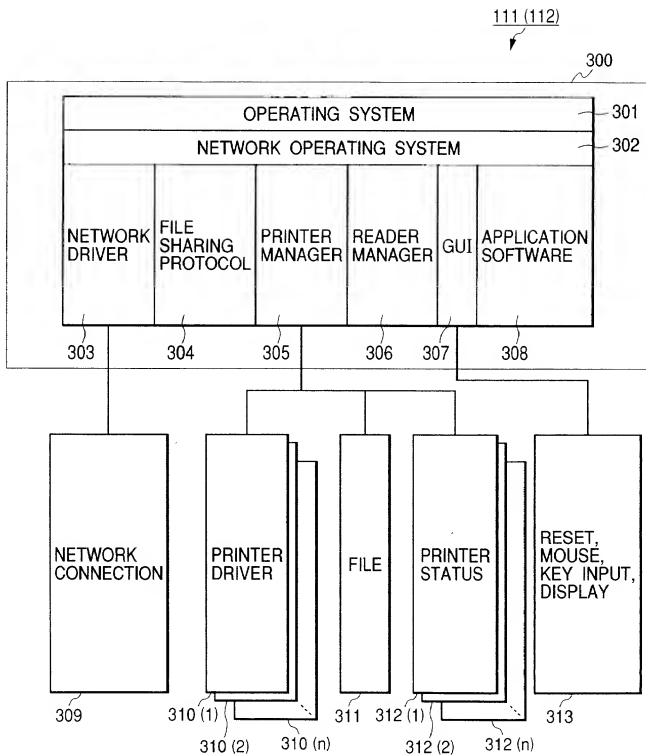 111 (112)
300
OPERATING SYSTEM
301
NETWORK OPERATING SYSTEM
302
NETWORK
DRIVER
FILE
SHARING
PROTOCOL
PRINTER
MANAGER
READER
MANAGER
GUI
APPLICATION
SOFTWARE
303
304
305
306
307
308
NETWORK
CONNECTION
PRINTER
DRIVER
FILE
PRINTER
STATUS
RESET,
MOUSE,
KEY INPUT,
DISPLAY
309
310 (1)
310 (2)
310 (n)
311
312 (1)
312 (2)
312 (n)
313